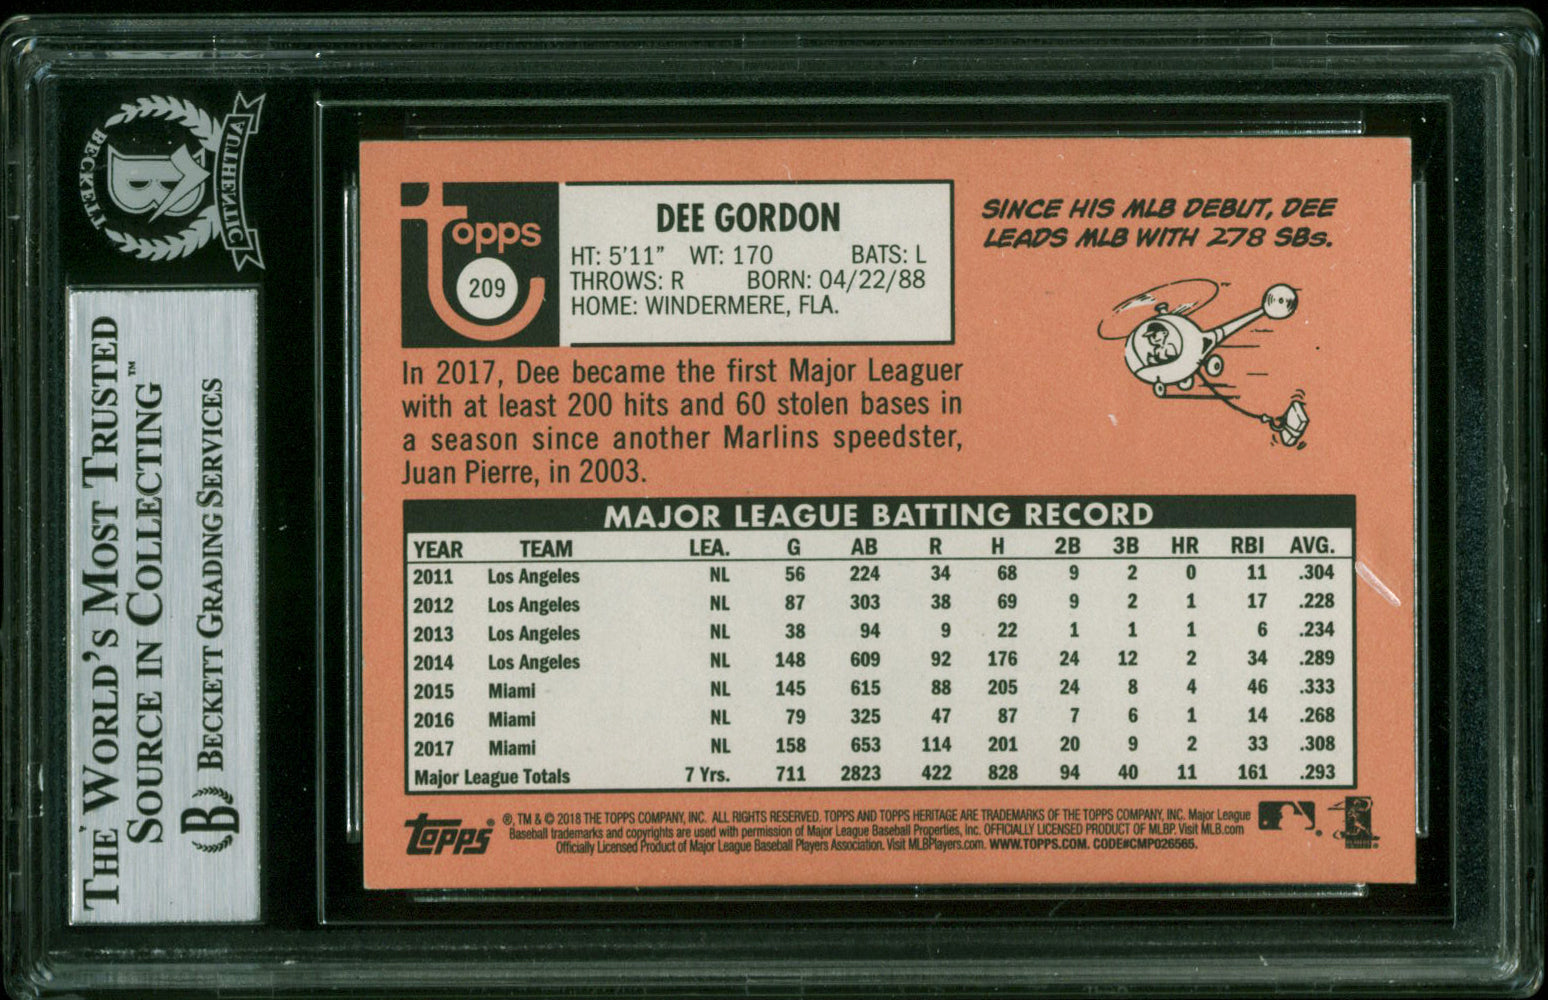 BECKETT
AUTHENTIC
B
THE WORLD'S MOST TRUSTED
SOURCE IN COLLECTING™
B BECKETT GRADING SERVICES
topps
209
DEE GORDON
HT: 5'11" WT: 170 BATS: L
THROWS: R BORN: 04/22/88
HOME: WINDERMERE, FLA.
SINCE HIS MLB DEBUT, DEE
LEADS MLB WITH 278 SBs.
In 2017, Dee became the first Major Leaguer
with at least 200 hits and 60 stolen bases in
a season since another Marlins speedster,
Juan Pierre, in 2003.
MAJOR LEAGUE BATTING RECORD
YEAR TEAM LEA. G AB R H 2B 3B HR RBI AVG.
2011 Los Angeles NL 56 224 34 68 9 2 0 11 .304
2012 Los Angeles NL 87 303 38 69 9 2 1 17 .228
2013 Los Angeles NL 38 94 9 22 1 1 1 6 .234
2014 Los Angeles NL 148 609 92 176 24 12 2 34 .289
2015 Miami NL 145 615 88 205 24 8 4 46 .333
2016 Miami NL 79 325 47 87 7 6 1 14 .268
2017 Miami NL 158 653 114 201 20 9 2 33 .308
Major League Totals 7 Yrs. 711 2823 422 828 94 40 11 161 .293
topps®
®, TM & © 2018 THE TOPPS COMPANY, INC. ALL RIGHTS RESERVED. TOPPS AND TOPPS HERITAGE ARE TRADEMARKS OF THE TOPPS COMPANY, INC. Major League
Baseball trademarks and copyrights are used with permission of Major League Baseball Properties, Inc. OFFICIALLY LICENSED PRODUCT OF MLBP. Visit MLB.com
Officially Licensed Product of Major League Baseball Players Association. Visit MLBPlayers.com. WWW.TOPPS.COM. CODE#CMP026565.